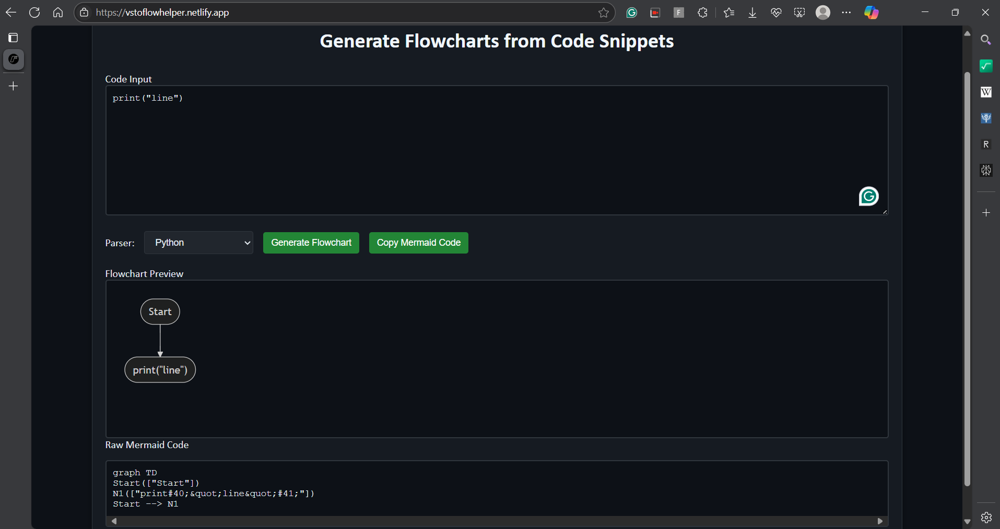 https://vstoflowhelper.netlify.app
F
Generate Flowcharts from Code Snippets
Code Input
print("line")
Parser:
Python
Generate Flowchart
Copy Mermaid Code
Flowchart Preview
Start
print("line")
Raw Mermaid Code
graph TD
Start(["Start"])
N1(["print#40;&quot;line&quot;#41;"])
Start --> N1
W
R